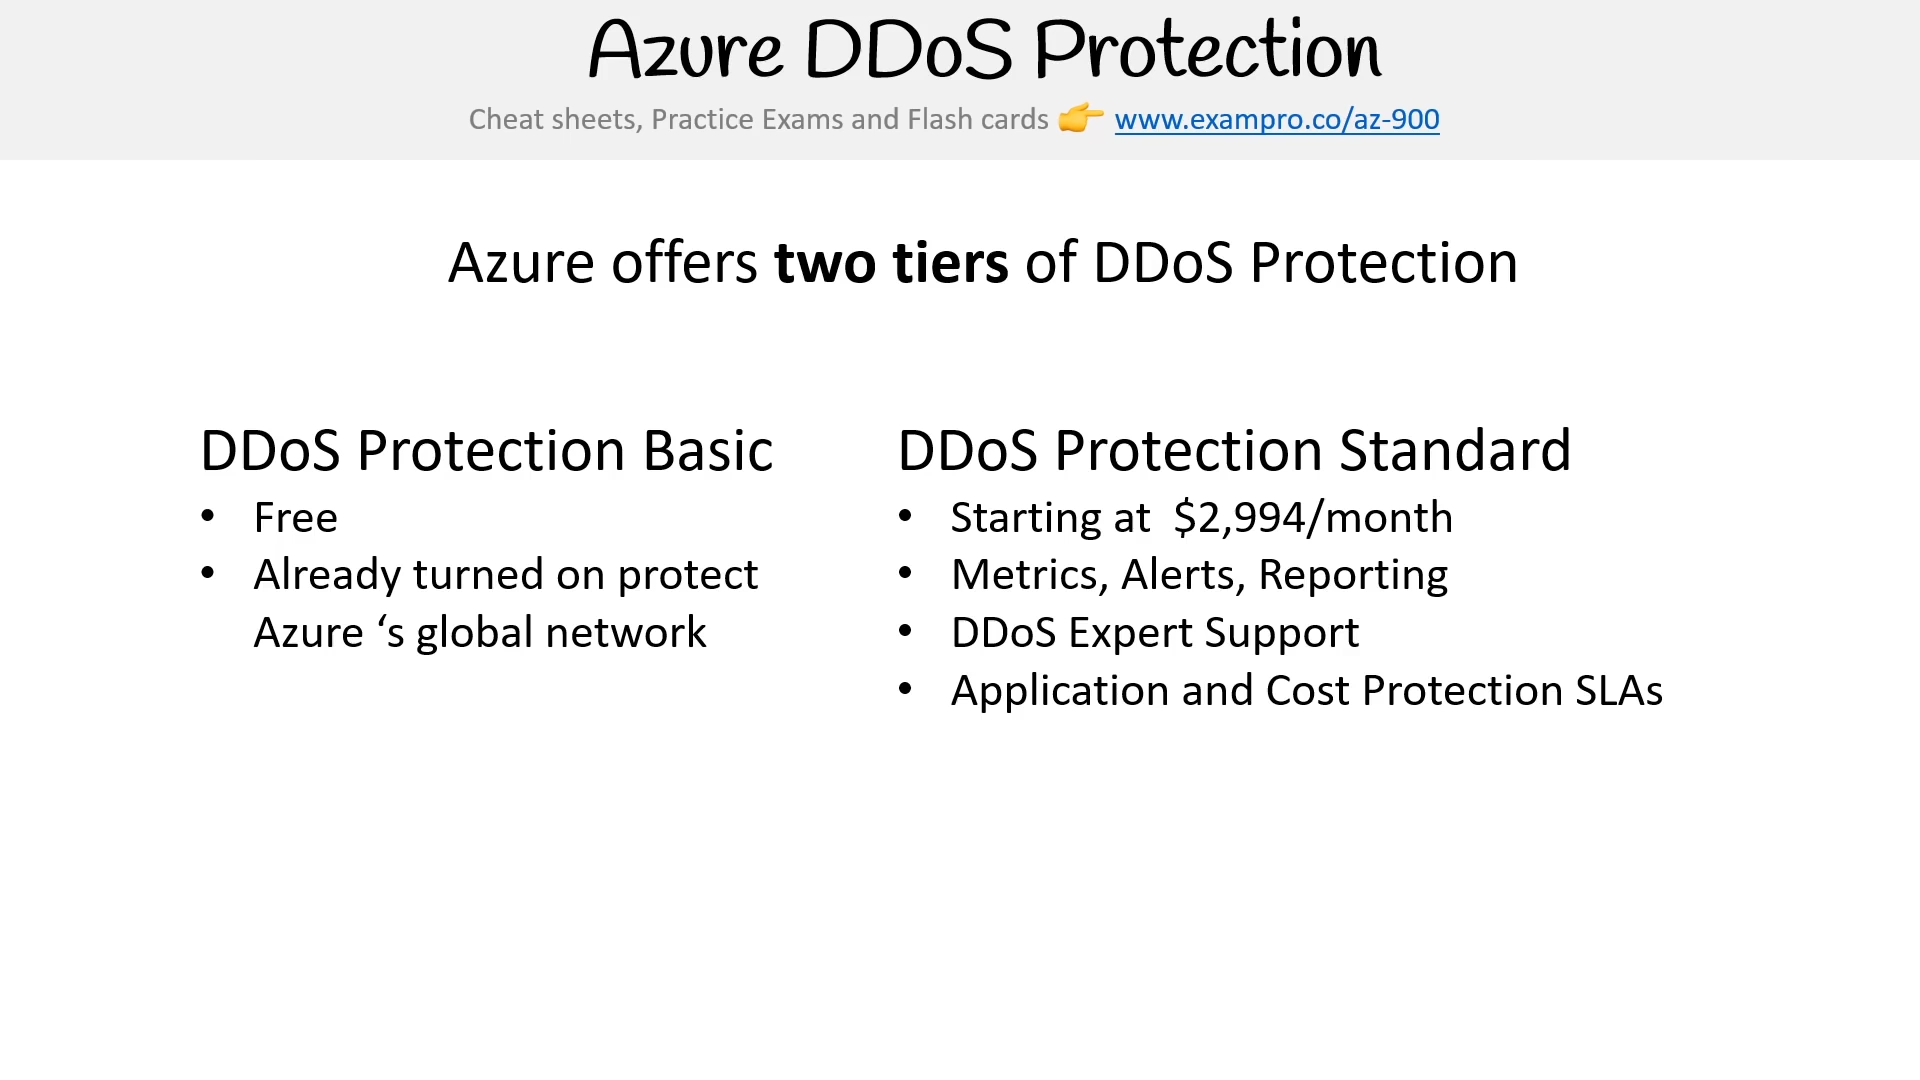 Azure DDoS Protection
Cheat sheets, Practice Exams and Flash cards 👉 www.exampro.co/az-900
Azure offers two tiers of DDoS Protection
DDoS Protection Basic
• Free
• Already turned on protect
Azure ‘s global network
DDoS Protection Standard
• Starting at  $2,994/month
• Metrics, Alerts, Reporting
• DDoS Expert Support
• Application and Cost Protection SLAs